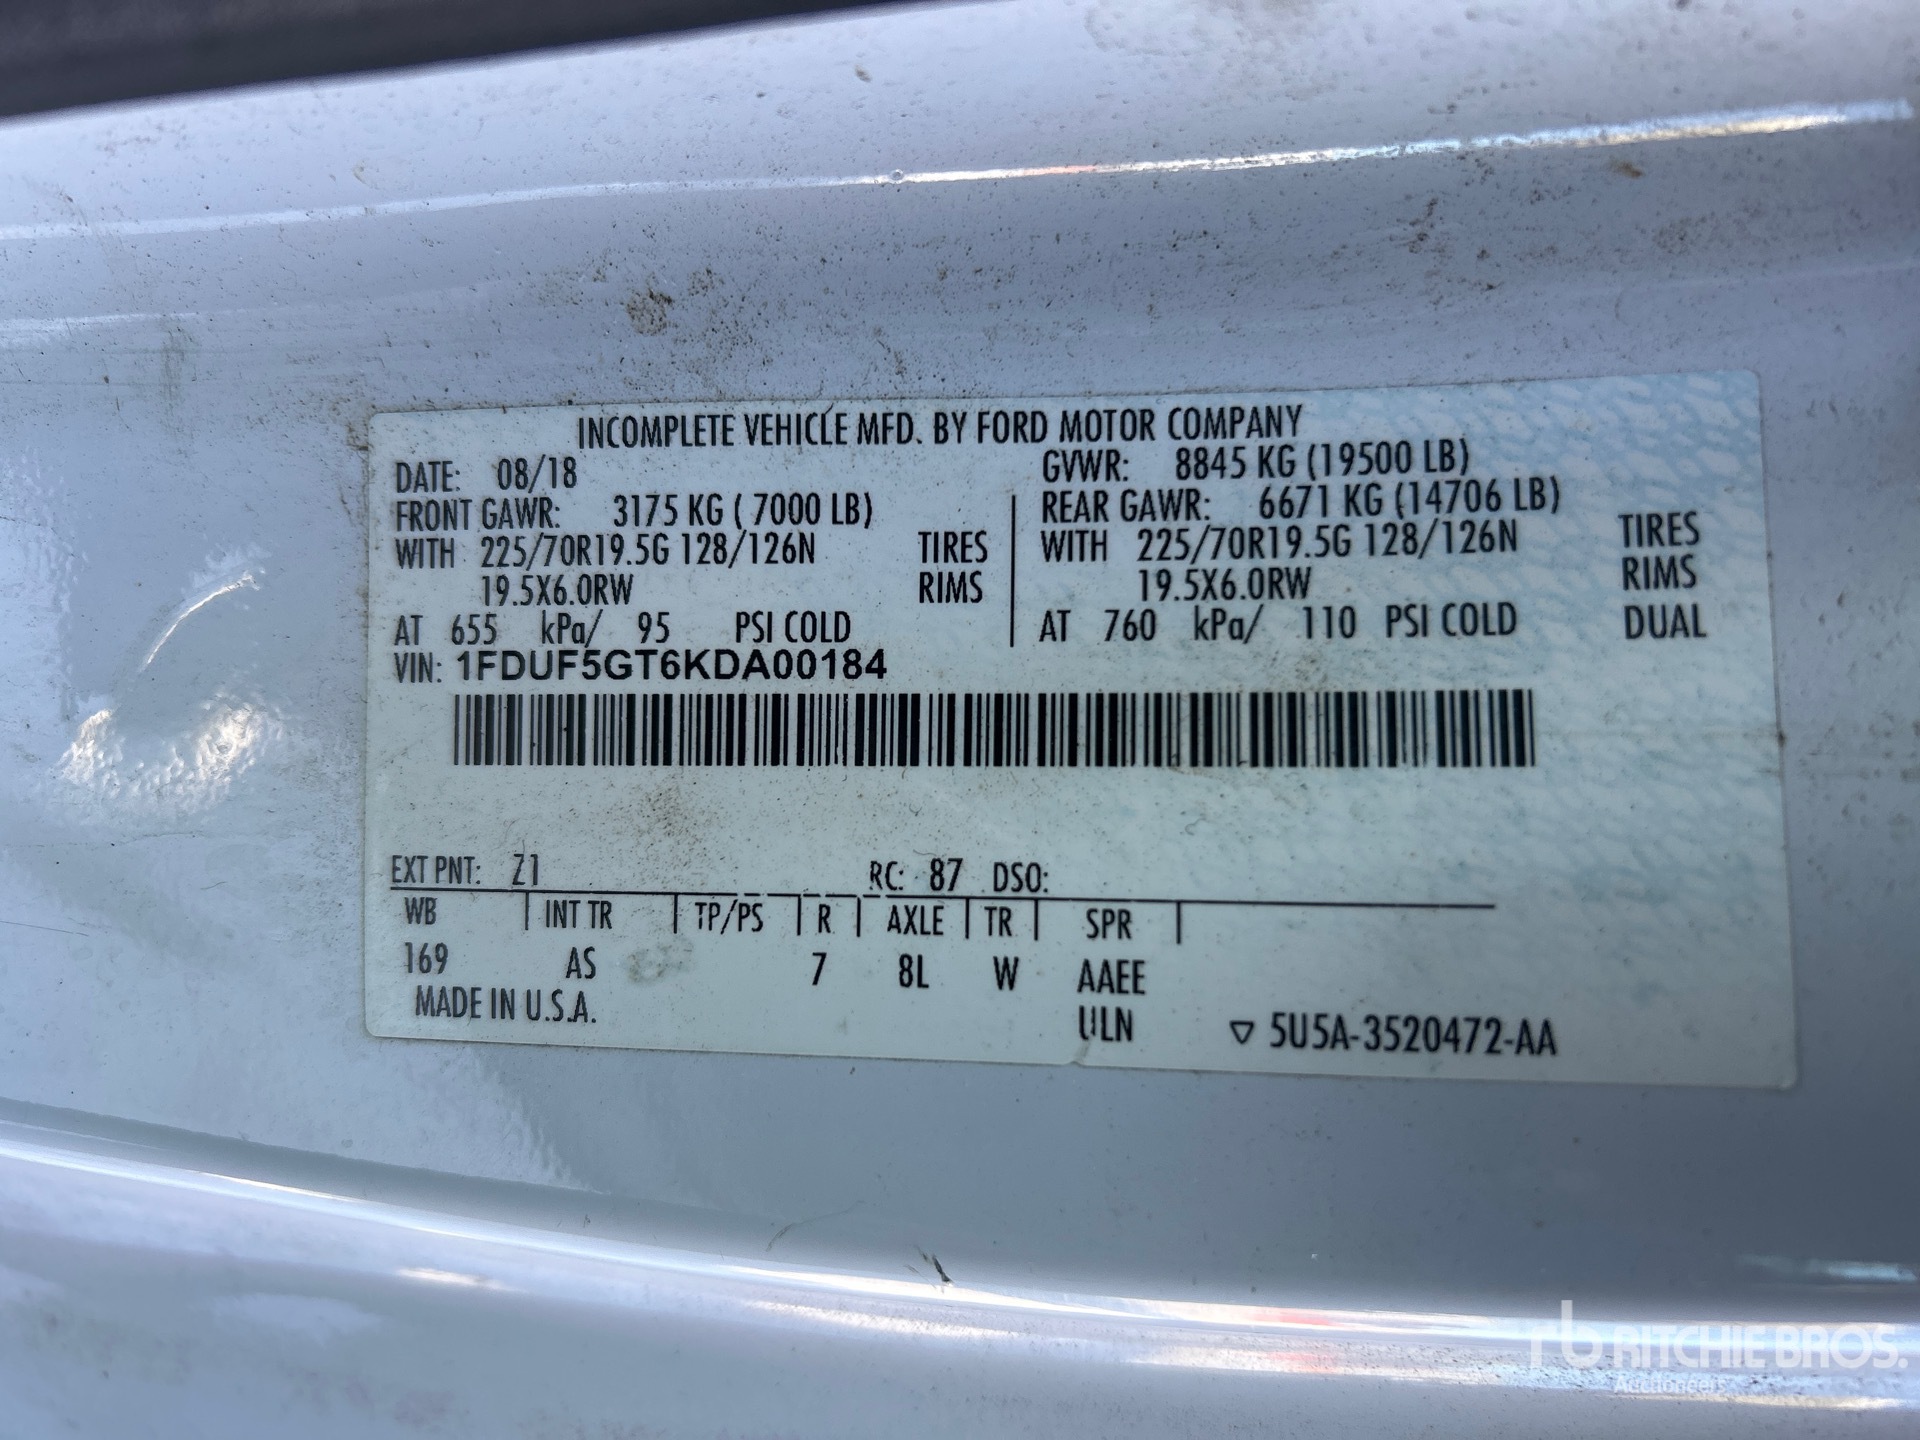 INCOMPLETE VEHICLE MFD. BY FORD MOTOR COMPANY
DATE: 08/18 GVWR: 8845 KG (19500 LB)
FRONT GAWR: 3175 KG ( 7000 LB) REAR GAWR: 6671 KG (14706 LB)
WITH 225/70R19.5G 128/126N TIRES WITH 225/70R19.5G 128/126N TIRES
19.5X6.0RW RIMS 19.5X6.0RW RIMS
AT 655 kPa/ 95 PSI COLD AT 760 kPa/ 110 PSI COLD DUAL
VIN: 1FDUF5GT6KDA00184
EXT PNT: Z1 RC: 87 DSO:
WB INT TR TP/PS R AXLE TR SPR
169 AS 7 8L W AAEE
MADE IN U.S.A. ULN ▽ 5U5A-3520472-AA
rb RITCHIE BROS.
Auctioneers